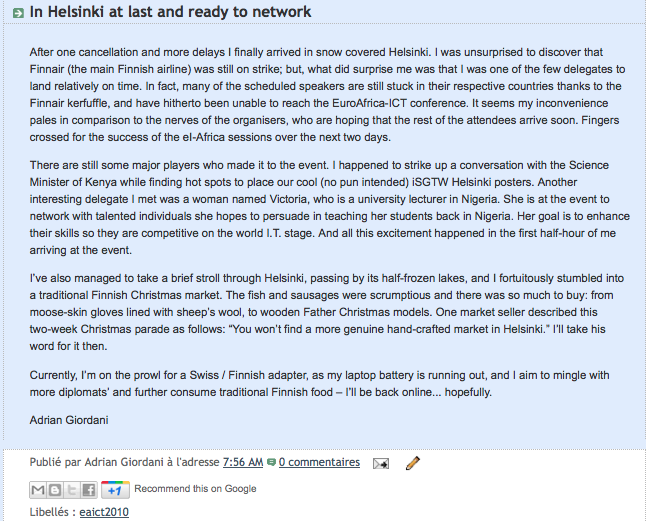 In Helsinki at last and ready to network
After one cancellation and more delays I finally arrived in snow covered Helsinki. I was unsurprised to discover that
Finnair (the main Finnish airline) was still on strike; but, what did surprise me was that I was one of the few delegates to
land relatively on time. In fact, many of the scheduled speakers are still stuck in their respective countries thanks to the
Finnair kerfuffle, and have hitherto been unable to reach the EuroAfrica-ICT conference. It seems my inconvenience
pales in comparison to the nerves of the organisers, who are hoping that the rest of the attendees arrive soon. Fingers
crossed for the success of the eI-Africa sessions over the next two days.
There are still some major players who made it to the event. I happened to strike up a conversation with the Science
Minister of Kenya while finding hot spots to place our cool (no pun intended) iSGTW Helsinki posters. Another
interesting delegate I met was a woman named Victoria, who is a university lecturer in Nigeria. She is at the event to
network with talented individuals she hopes to persuade in teaching her students back in Nigeria. Her goal is to enhance
their skills so they are competitive on the world I.T. stage. And all this excitement happened in the first half-hour of me
arriving at the event.
I've also managed to take a brief stroll through Helsinki, passing by its half-frozen lakes, and I fortuitously stumbled into
a traditional Finnish Christmas market. The fish and sausages were scrumptious and there was so much to buy: from
moose-skin gloves lined with sheep's wool, to wooden Father Christmas models. One market seller described this
two-week Christmas parade as follows: "You won't find a more genuine hand-crafted market in Helsinki." I'll take his
word for it then.
Currently, I'm on the prowl for a Swiss / Finnish adapter, as my laptop battery is running out, and I aim to mingle with
more diplomats' and further consume traditional Finnish food – I'll be back online... hopefully.
Adrian Giordani
Publié par Adrian Giordani à l'adresse 7:56 AM 0 commentaires
+1 Recommend this on Google
Libellés : eaict2010